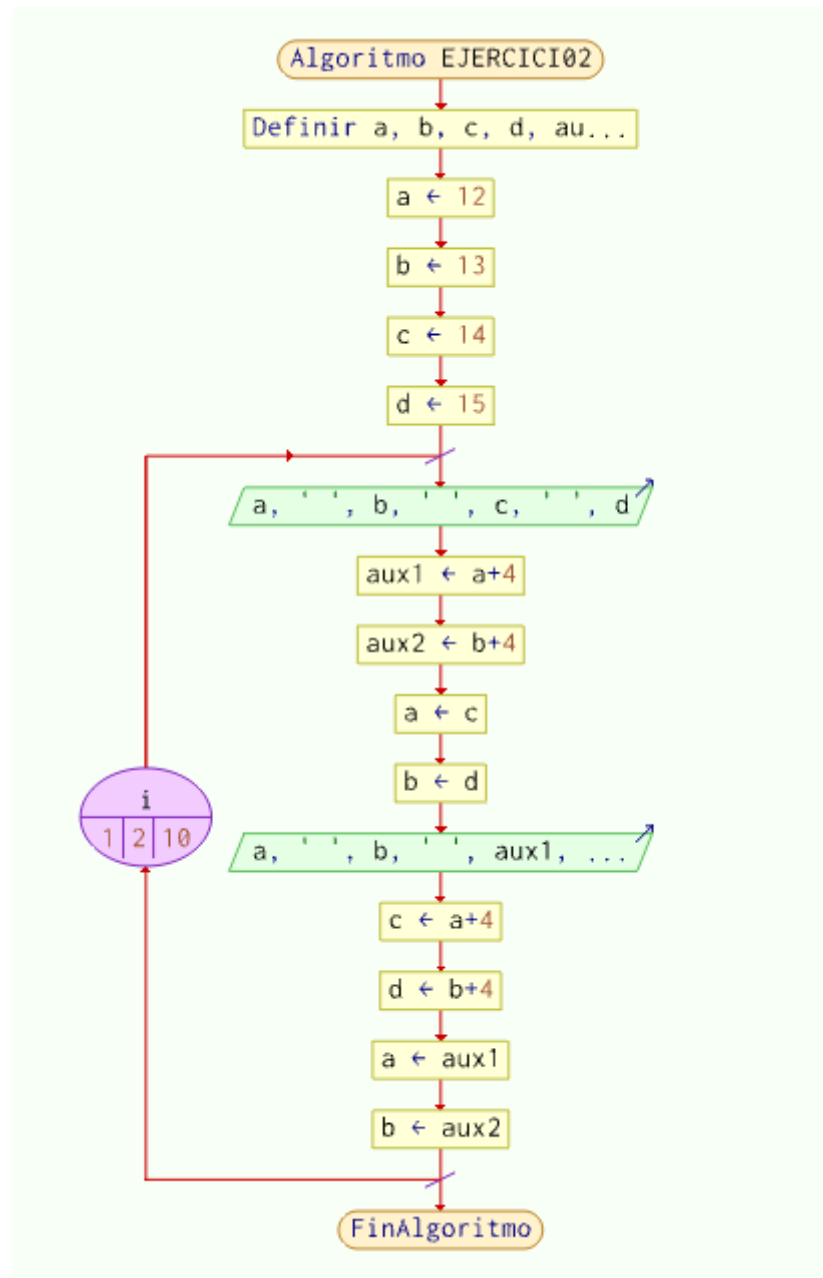 Algoritmo EJERCICI02
Definir a, b, c, d, au...
a ← 12
b ← 13
c ← 14
d ← 15
a, ' ', b, ' ', c, ' ', d
aux1 ← a+4
aux2 ← b+4
a ← c
b ← d
i
1 2 10
a, ' ', b, ' ', aux1, ...
c ← a+4
d ← b+4
a ← aux1
b ← aux2
FinAlgoritmo